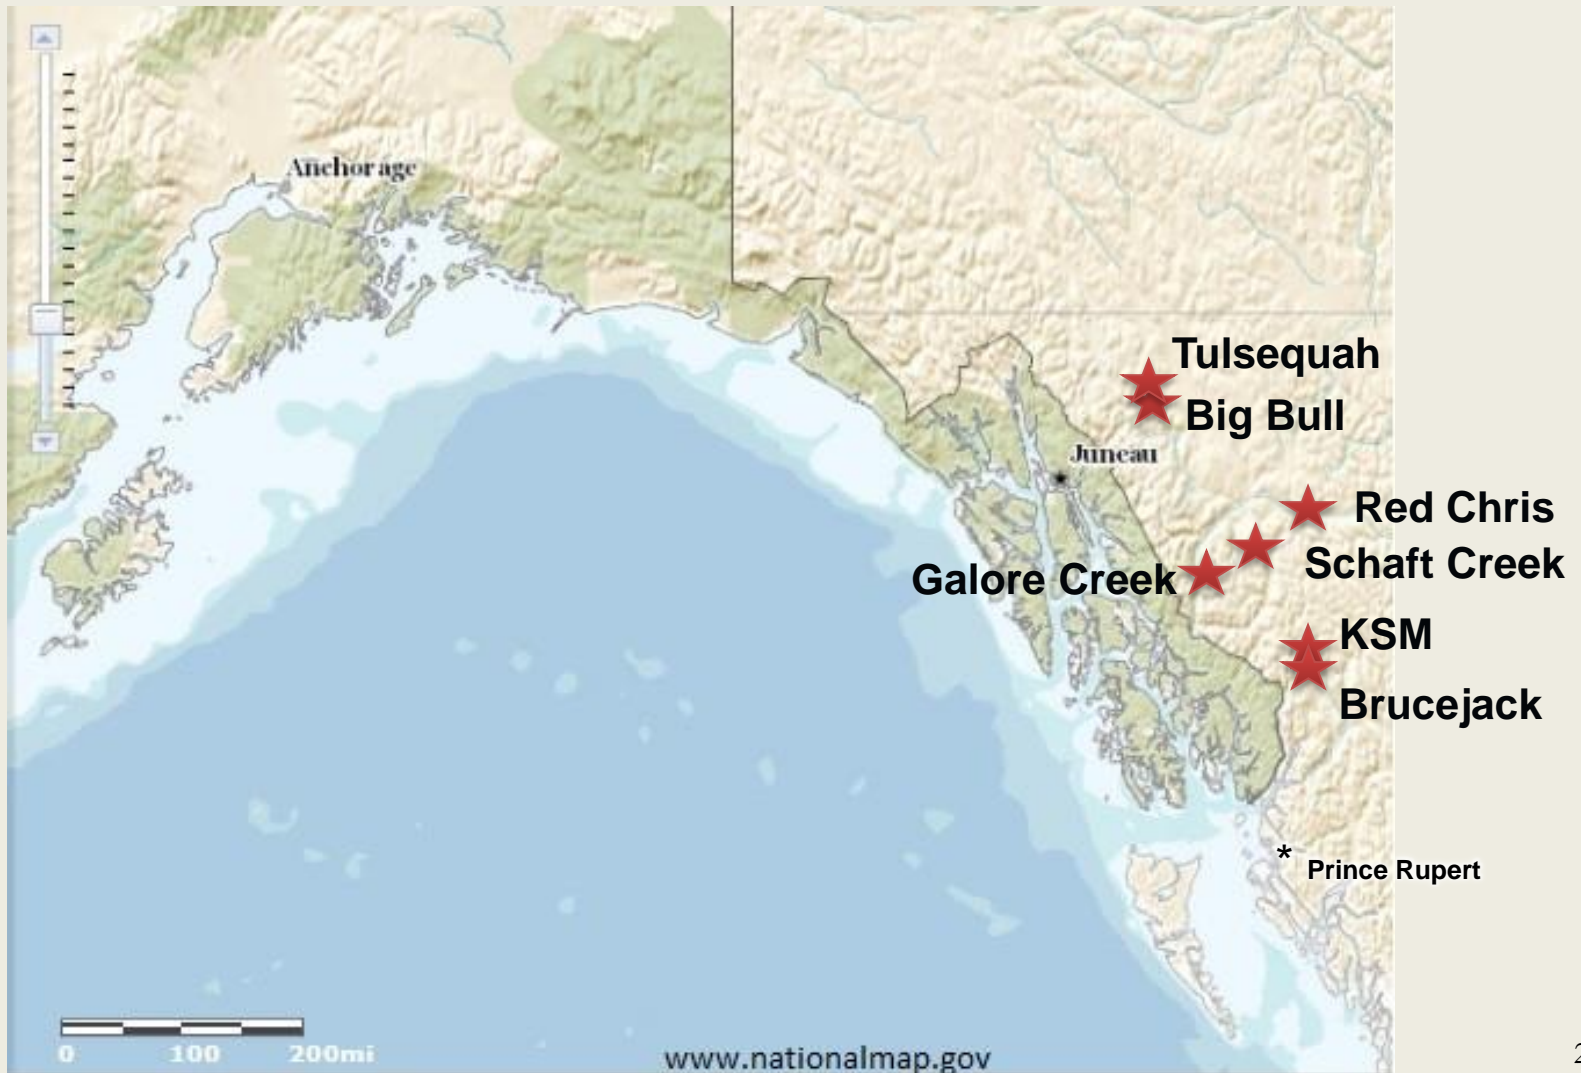 Anchorage
Tulsequah
Big Bull
Juneau
Red Chris
Schaft Creek
Galore Creek
KSM
Brucejack
*
Prince Rupert
0 100 200mi
www.nationalmap.gov
2